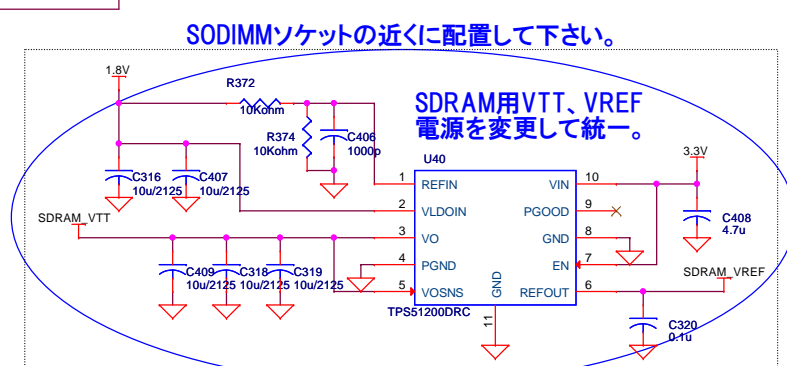 SODIMMソケットの近くに配置して下さい。
1.8V
R372
10Kohm
SDRAM用VTT、VREF
電源を変更して統一。
R374
10Kohm
C406
1000p
U40
3.3V
C316
10u/2125
C407
10u/2125
1 REFIN VIN 10
2 VLDOIN PGOOD 9
3 VO GND 8
4 PGND EN 7
5 VOSNS GND REFOUT 6
11
TPS51200DRC
C408
4.7u
SDRAM_VTT
C409
10u/2125
C318
10u/2125
C319
10u/2125
SDRAM_VREF
C320
0.1u